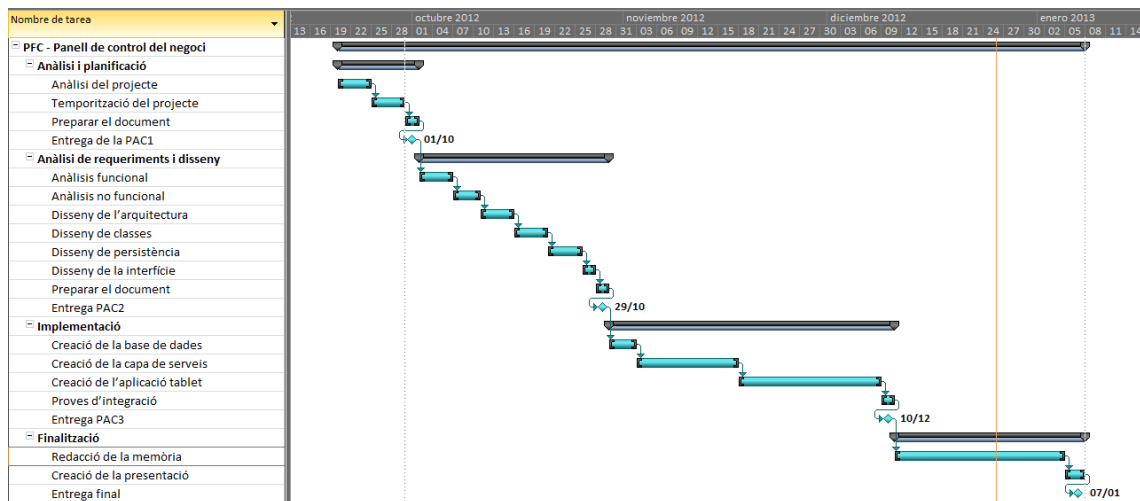 Nombre de tarea
octubre 2012 noviembre 2012 diciembre 2012 enero 2013
13 16 19 22 25 28 01 04 07 10 13 16 19 22 25 28 31 03 06 09 12 15 18 21 24 27 30 03 06 09 12 15 18 21 24 27 30 02 05 08 11 14
PFC - Panell de control del negoci
Anàlisi i planificació
Anàlisi del projecte
Temporització del projecte
Preparar el document
Entrega de la PAC1 01/10
Anàlisi de requeriments i disseny
Anàlisis funcional
Anàlisis no funcional
Disseny de l'arquitectura
Disseny de classes
Disseny de persistència
Disseny de la interfície
Preparar el document
Entrega PAC2 29/10
Implementació
Creació de la base de dades
Creació de la capa de serveis
Creació de l'aplicació tablet
Proves d'integració
Entrega PAC3 10/12
Finalització
Redacció de la memòria
Creació de la presentació
Entrega final 07/01